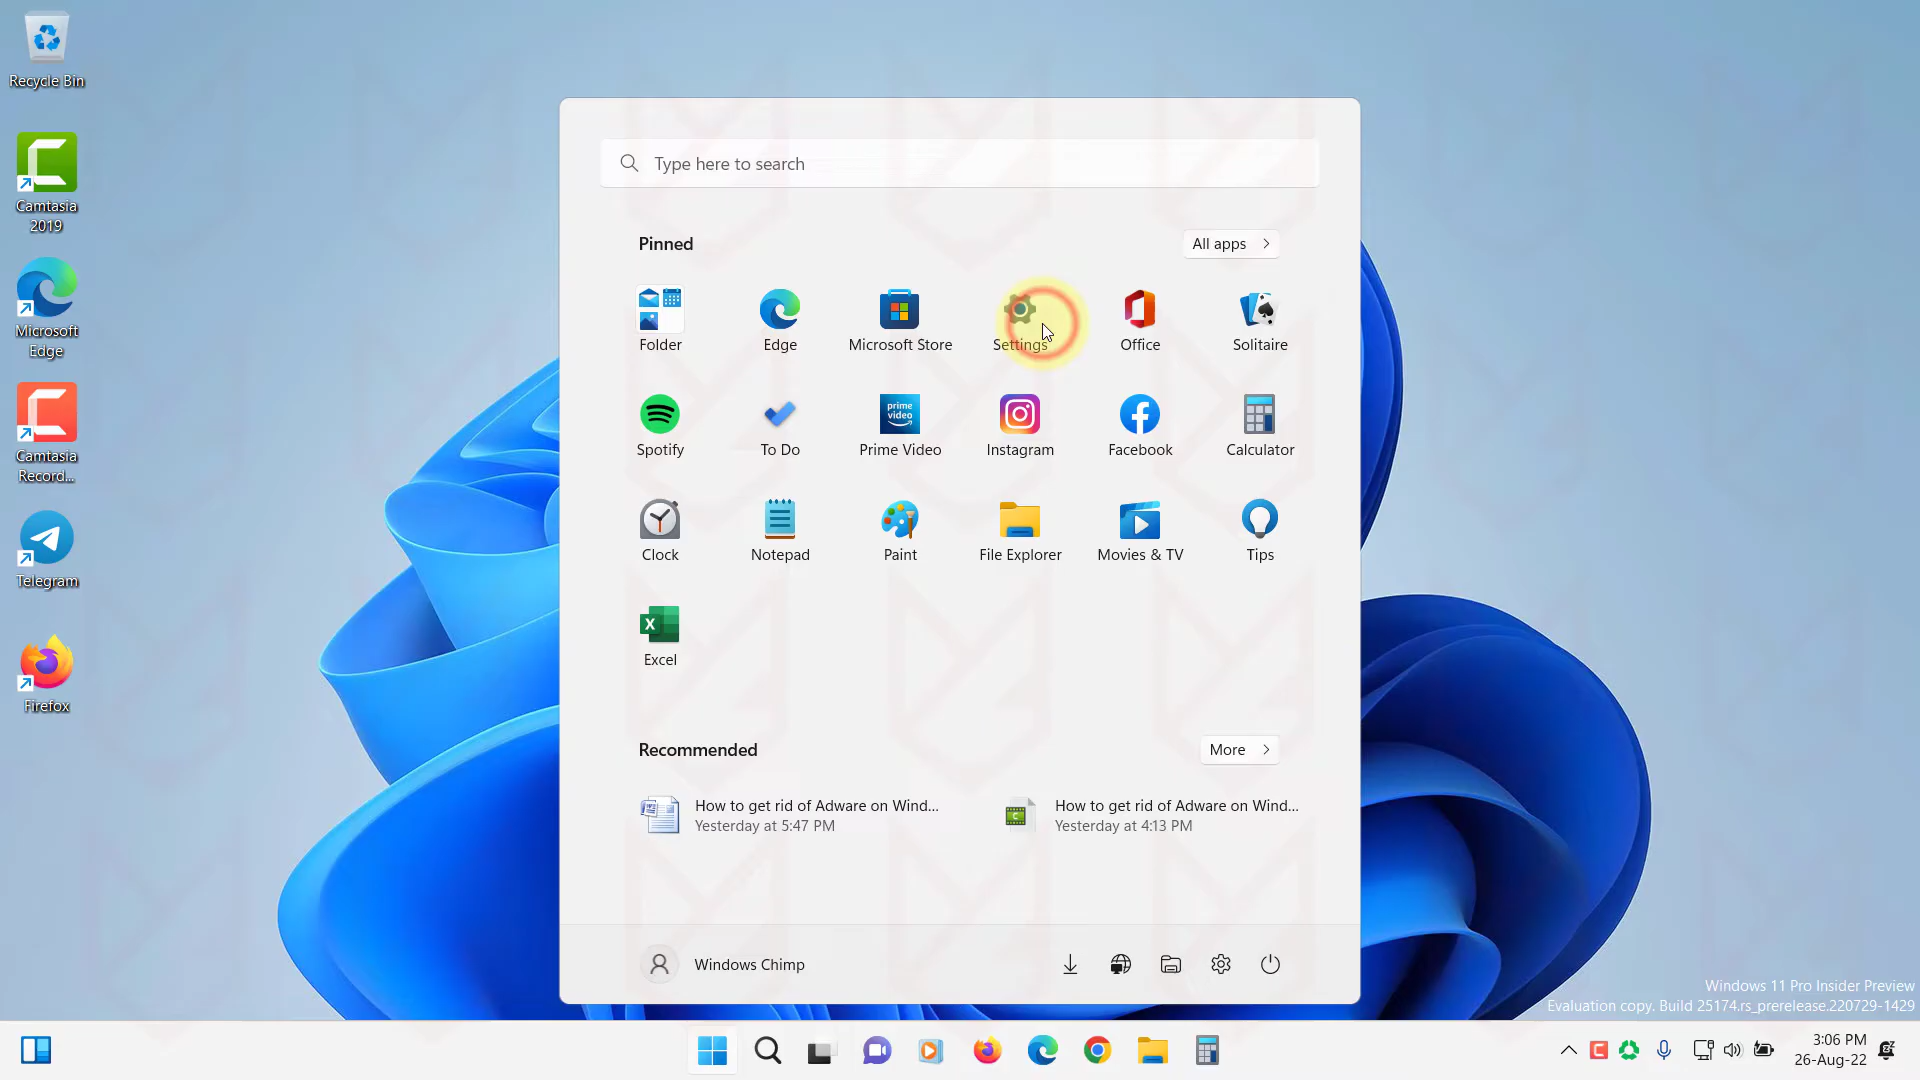 Recycle Bin
Camtasia
2019
Microsoft
Edge
Camtasia
Record...
Telegram
Firefox
Type here to search
Pinned
All apps
Folder
Edge
Microsoft Store
Settings
Office
Solitaire
Spotify
To Do
prime
video
Prime Video
Instagram
Facebook
Calculator
Clock
Notepad
Paint
File Explorer
Movies & TV
Tips
X
Excel
Recommended
More
How to get rid of Adware on Wind...
Yesterday at 5:47 PM
How to get rid of Adware on Wind...
Yesterday at 4:13 PM
Windows Chimp
Windows 11 Pro Insider Preview
Evaluation copy. Build 25174.rs_prerelease.220729-1429
3:06 PM
26-Aug-22